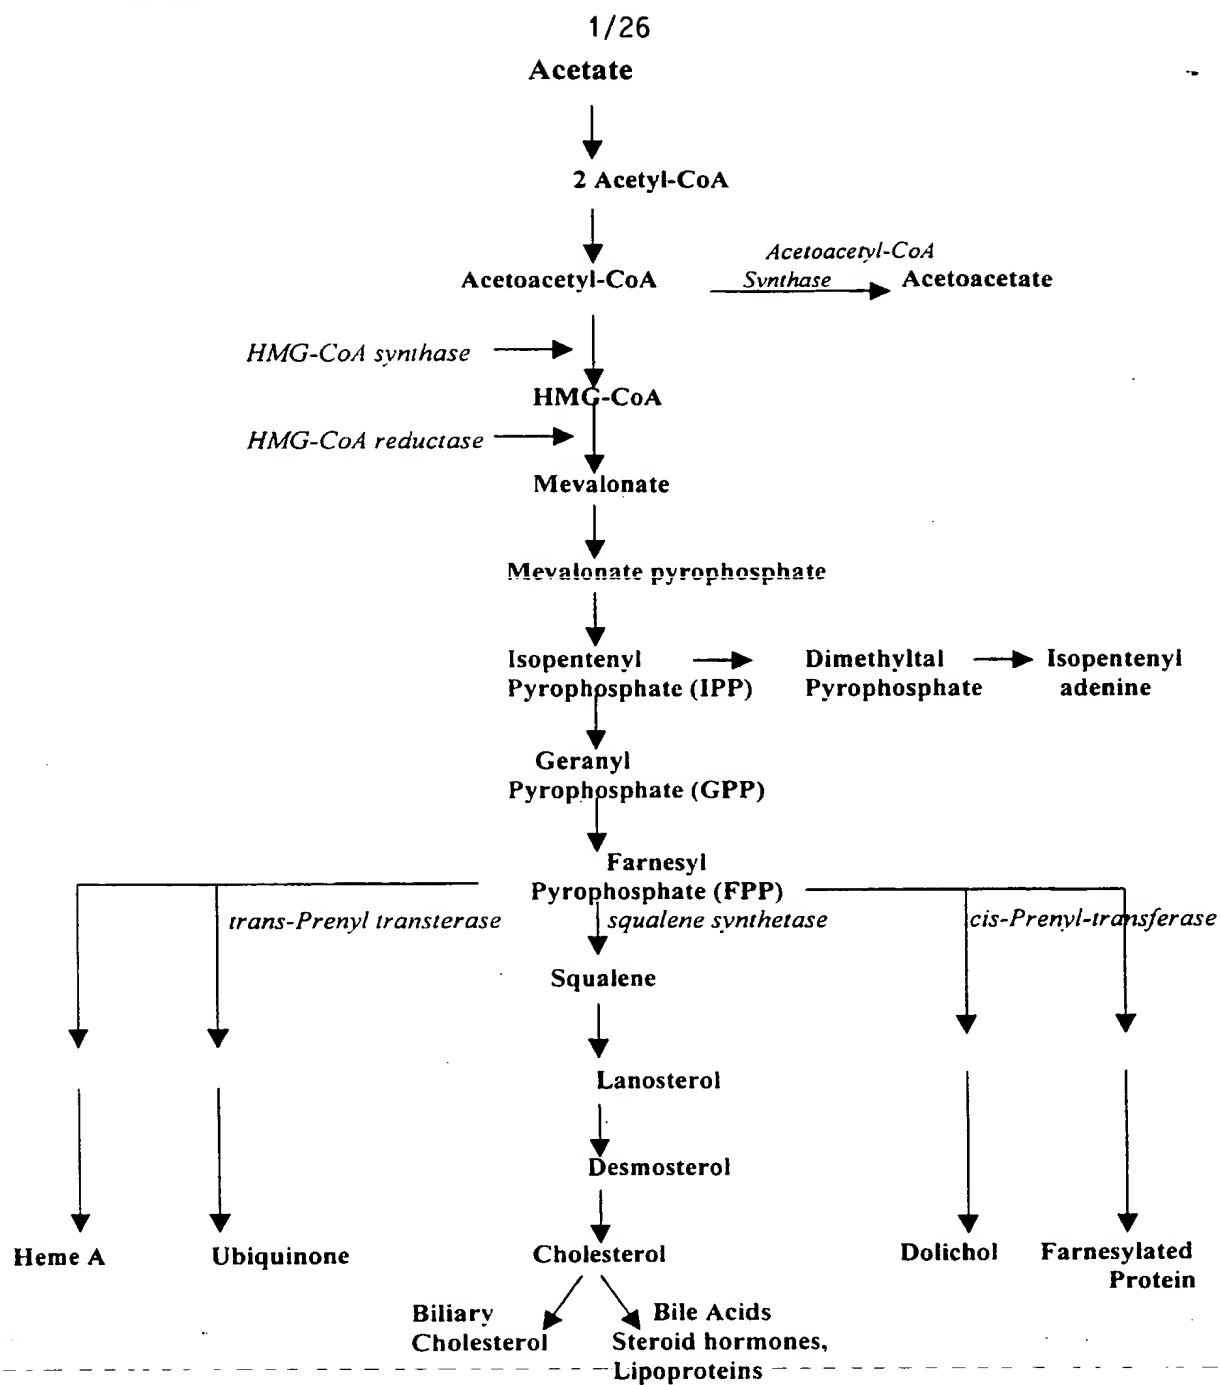 1/26
Acetate
2 Acetyl-CoA
Acetoacetyl-CoA
Synthase
Acetoacetyl-CoA
Acetoacetate
HMG-CoA synthase
HMG-CoA
HMG-CoA reductase
Mevalonate
Mevalonate pyrophosphate
Isopentenyl
Pyrophosphate (IPP)
Dimethyltal
Pyrophosphate
Isopentenyl
adenine
Geranyl
Pyrophosphate (GPP)
Farnesyl
Pyrophosphate (FPP)
trans-Prenyl transterase
squalene synthetase
cis-Prenyl-transferase
Squalene
Lanosterol
Desmosterol
Heme A
Ubiquinone
Cholesterol
Dolichol
Farnesylated
Protein
Biliary
Cholesterol
Bile Acids
Steroid hormones,
Lipoproteins